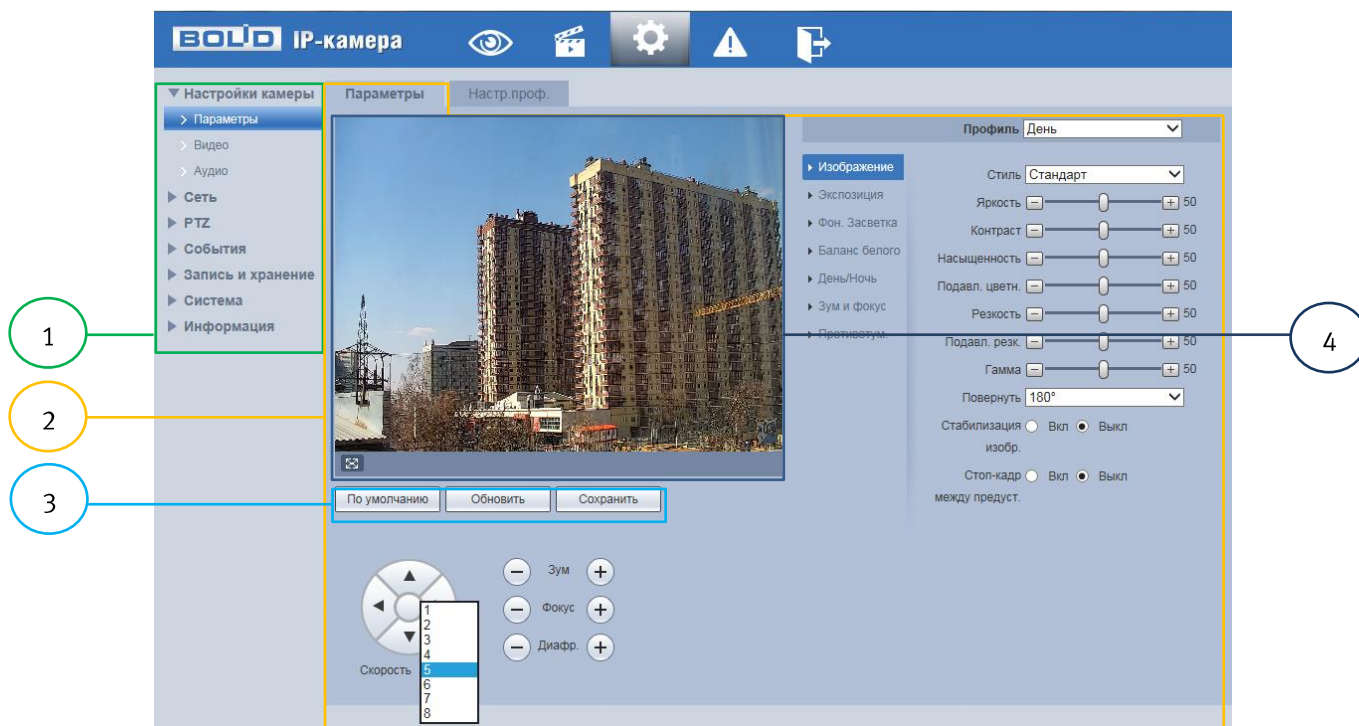 BOLID IP-камера
Настройки камеры
Параметры
Видео
Аудио
Сеть
PTZ
События
Запись и хранение
Система
Информация
1
2
3
Параметры
Настр.проф.
По умолчанию
Обновить
Сохранить
Скорость
1
2
3
4
5
6
7
8
Зум
Фокус
Диафр.
Профиль День
Изображение
Экспозиция
Фон. Засветка
Баланс белого
День/Ночь
Зум и фокус
Противотум.
Стиль Стандарт
Яркость 50
Контраст 50
Насыщенность 50
Подавл. цветн. 50
Резкость 50
Подавл. резк. 50
Гамма 50
Повернуть 180°
Стабилизация Вкл Выкл
изобр.
Стоп-кадр Вкл Выкл
между предуст.
4